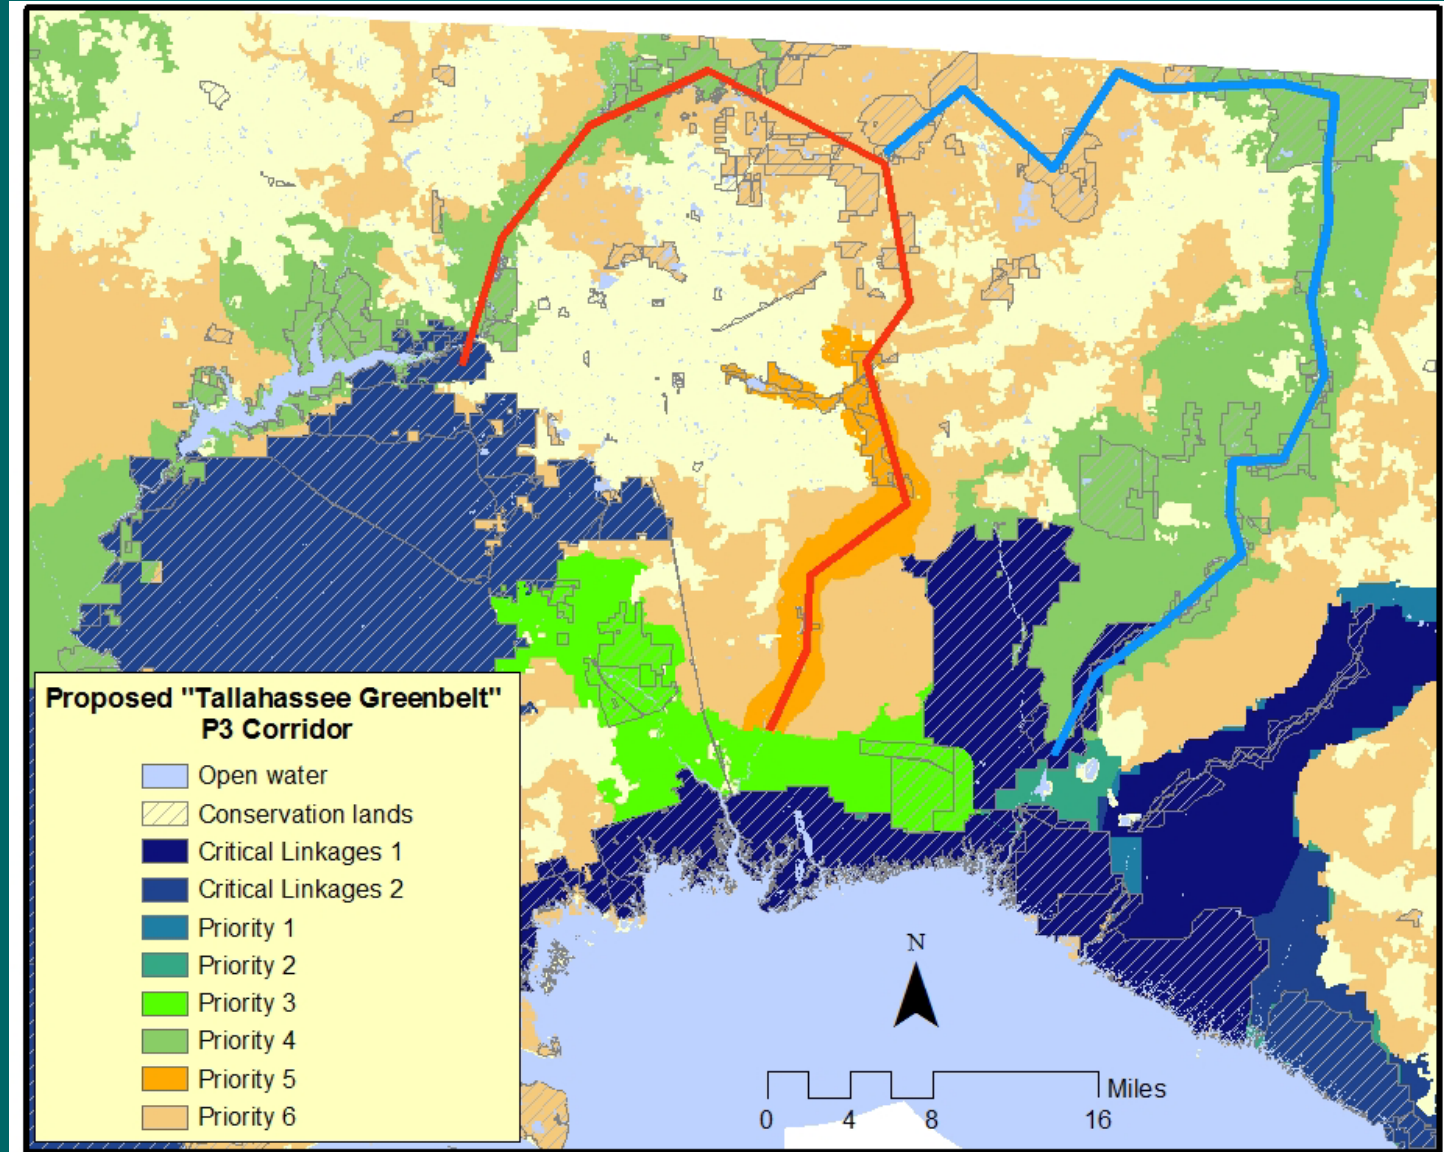 Proposed "Tallahassee Greenbelt"
P3 Corridor
Open water
Conservation lands
Critical Linkages 1
Critical Linkages 2
Priority 1
Priority 2
Priority 3
Priority 4
Priority 5
Priority 6
N
Miles
0 4 8 16